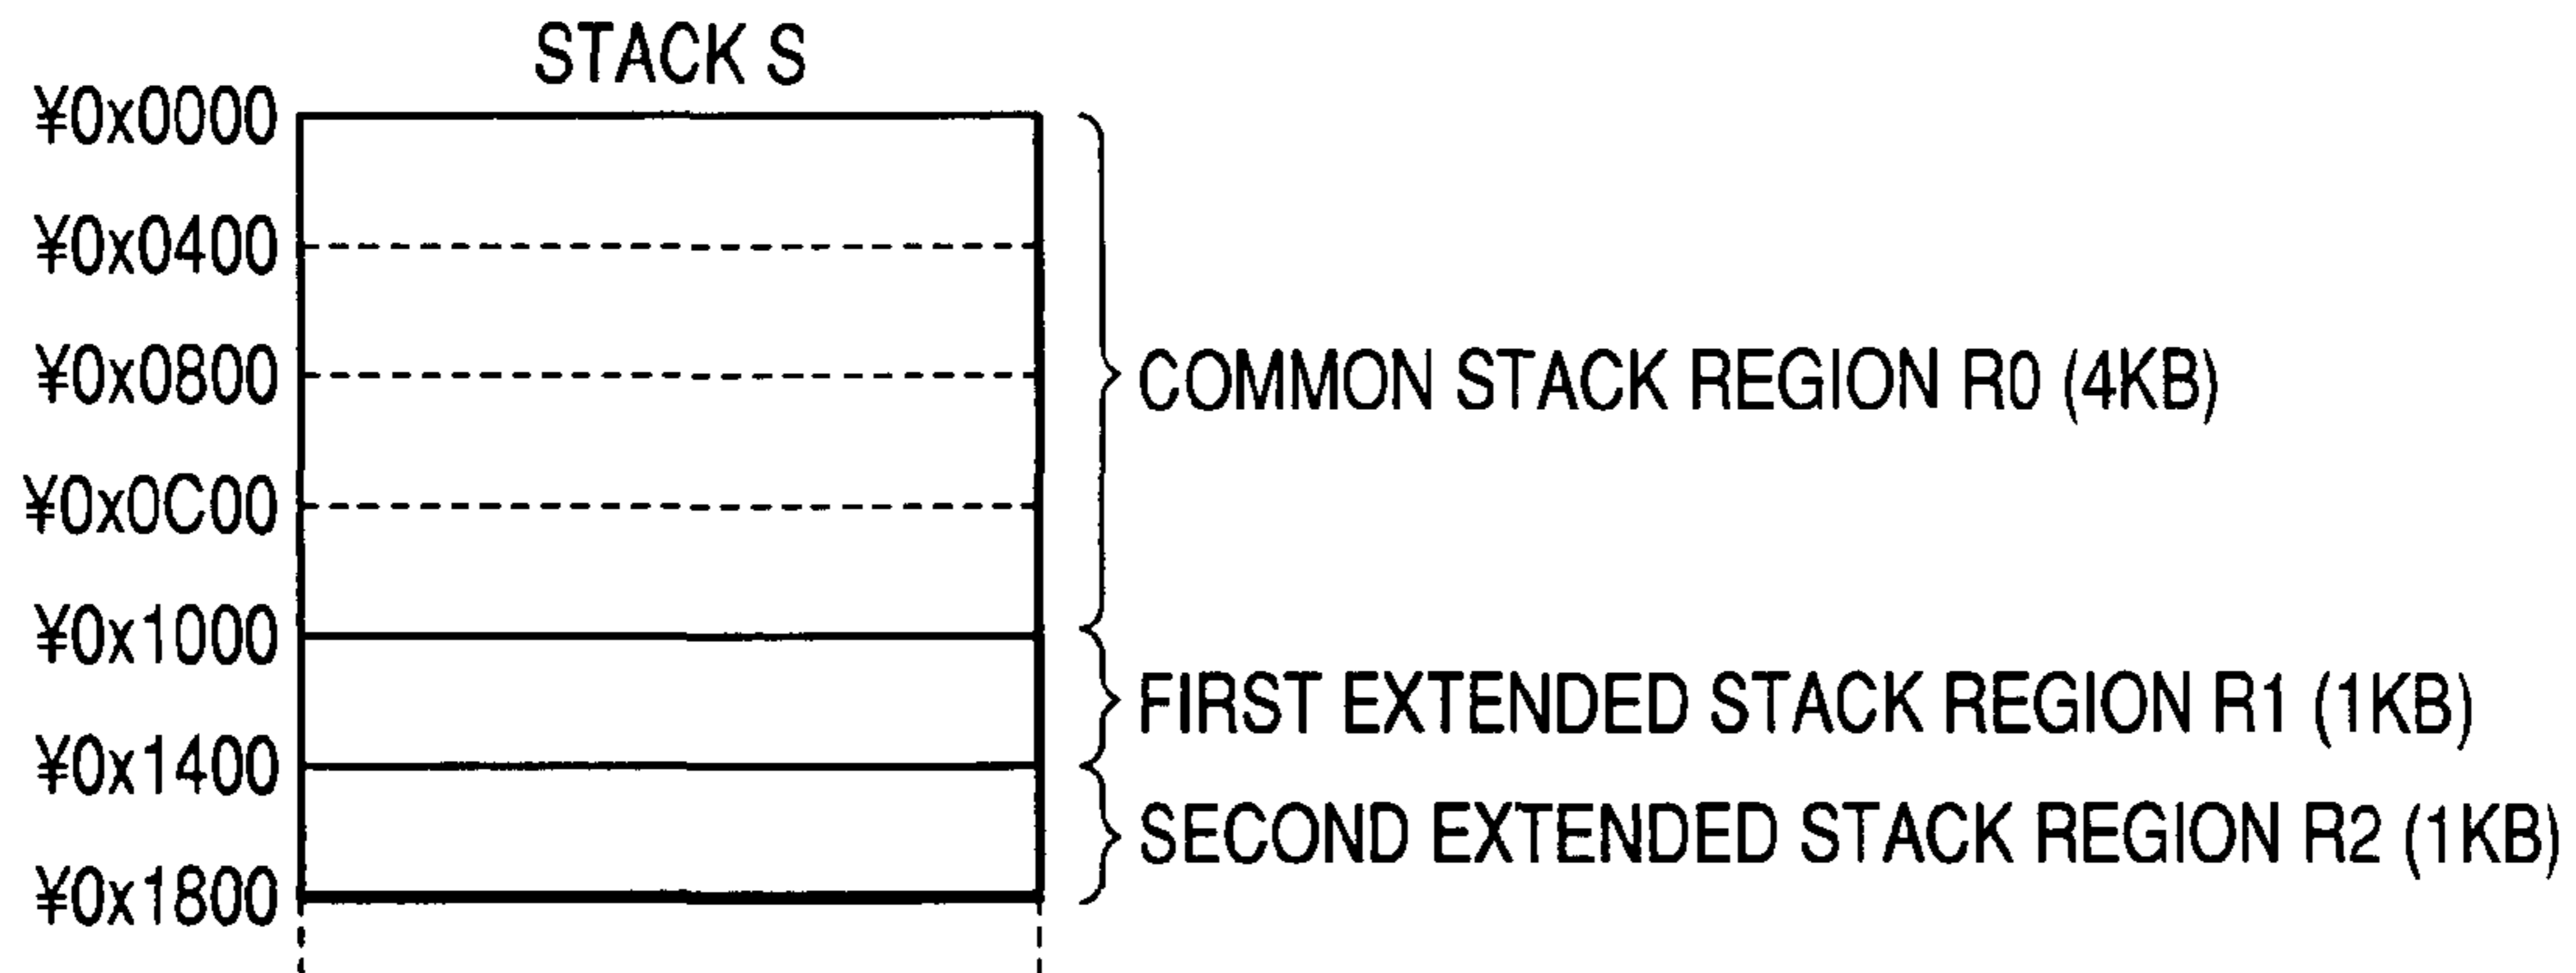 STACK S
¥0x0000
¥0x0400
¥0x0800
COMMON STACK REGION R0 (4KB)
¥0x0C00
¥0x1000
FIRST EXTENDED STACK REGION R1 (1KB)
¥0x1400
SECOND EXTENDED STACK REGION R2 (1KB)
¥0x1800